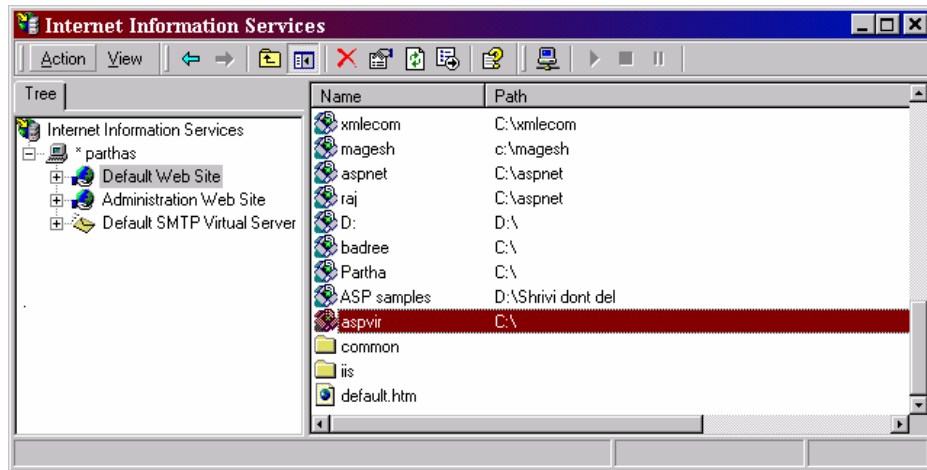 Internet Information Services
Action View
Tree
Name Path
Internet Information Services
* parthas
Default Web Site
Administration Web Site
Default SMTP Virtual Server
xmlecom C:\xmlecom
magesh c:\magesh
aspnet C:\aspnet
raj C:\aspnet
D: D:\
badree C:\
Partha C:\
ASP samples D:\Shrivi dont del
aspvir C:\
common
iis
default.htm